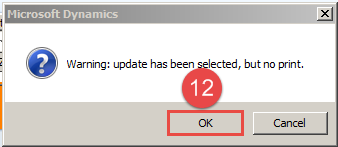 Microsoft Dynamics
Warning: update has been selected, but no print.
12
OK
Cancel